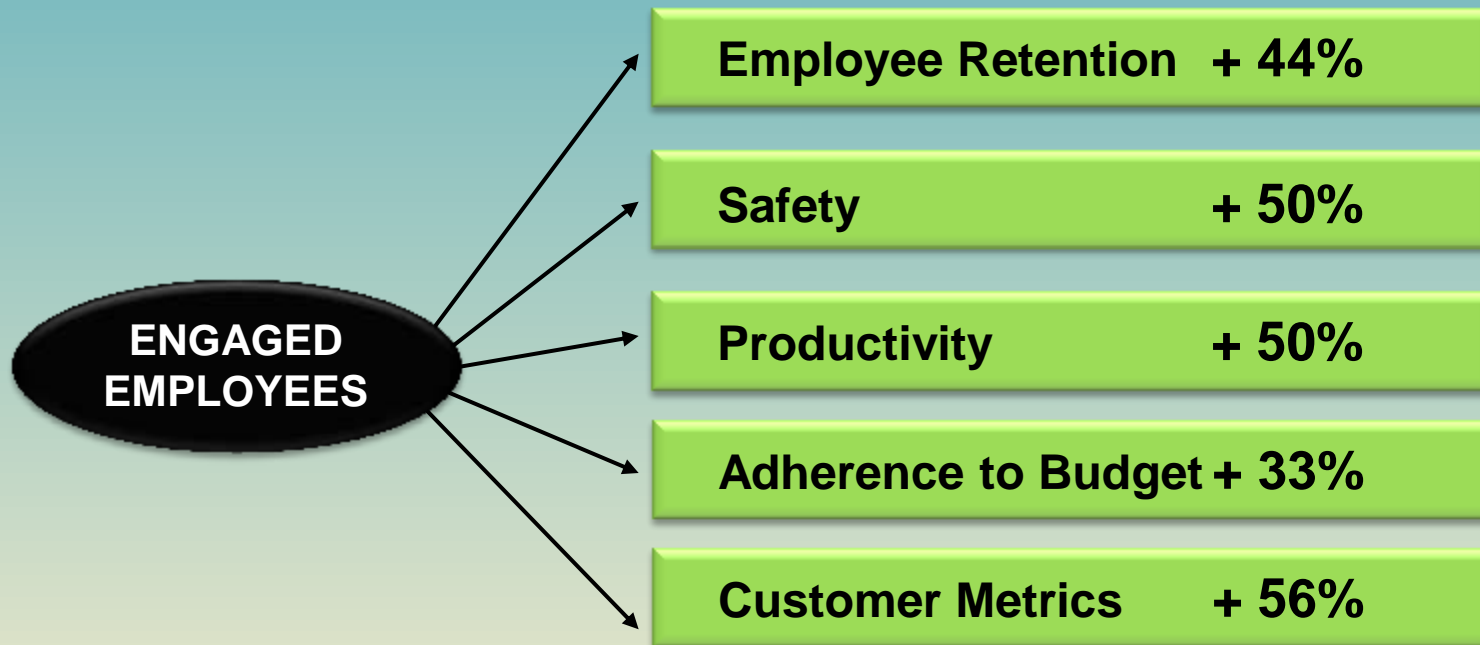 Employee Retention + 44%
Safety + 50%
ENGAGED
EMPLOYEES
Productivity + 50%
Adherence to Budget + 33%
Customer Metrics + 56%